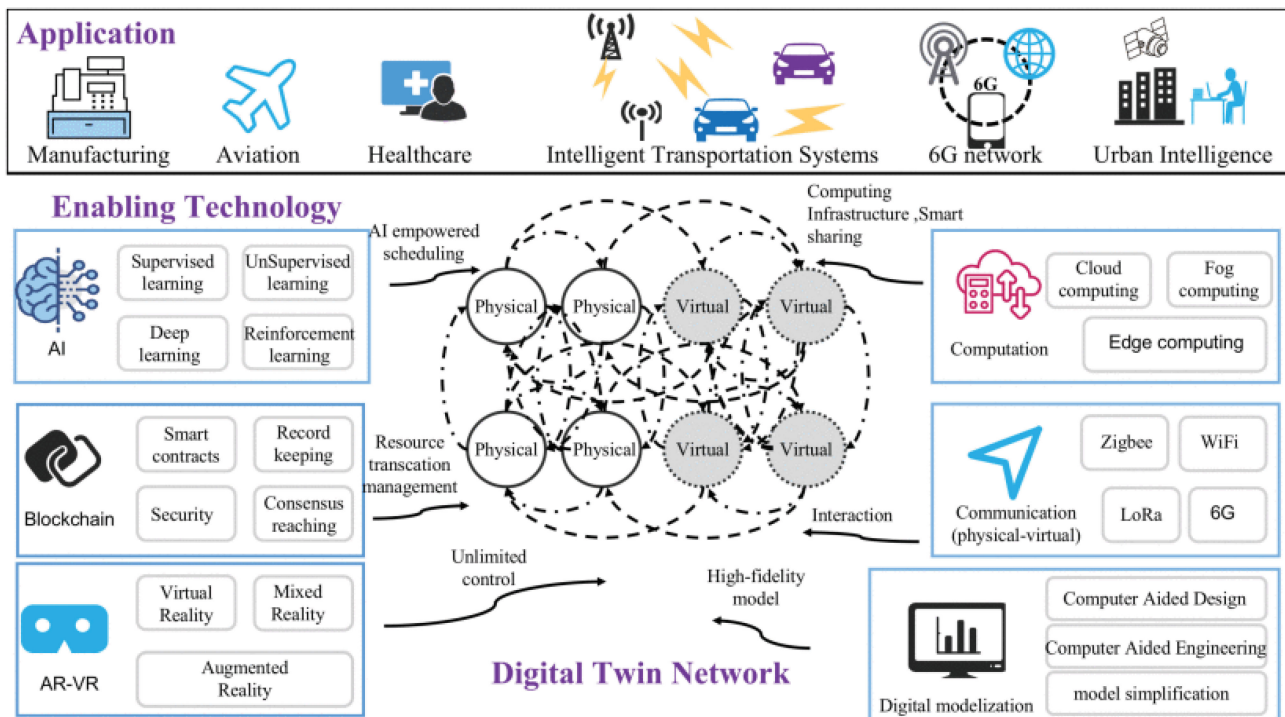 Application
Manufacturing
Aviation
Healthcare
Intelligent Transportation Systems
6G
6G network
Urban Intelligence
Enabling Technology
AI
Supervised
learning
UnSupervised
learning
Deep
learning
Reinforcement
learning
AI empowered
scheduling
Blockchain
Smart
contracts
Record
keeping
Security
Consensus
reaching
Resource
transcation
management
AR-VR
Virtual
Reality
Mixed
Reality
Augmented
Reality
Unlimited
control
Physical
Physical
Virtual
Virtual
Physical
Physical
Virtual
Virtual
Digital Twin Network
Computing
Infrastructure ,Smart
sharing
Computation
Cloud
computing
Fog
computing
Edge computing
Interaction
Communication
(physical-virtual)
Zigbee
WiFi
LoRa
6G
High-fidelity
model
Digital modelization
Computer Aided Design
Computer Aided Engineering
model simplification